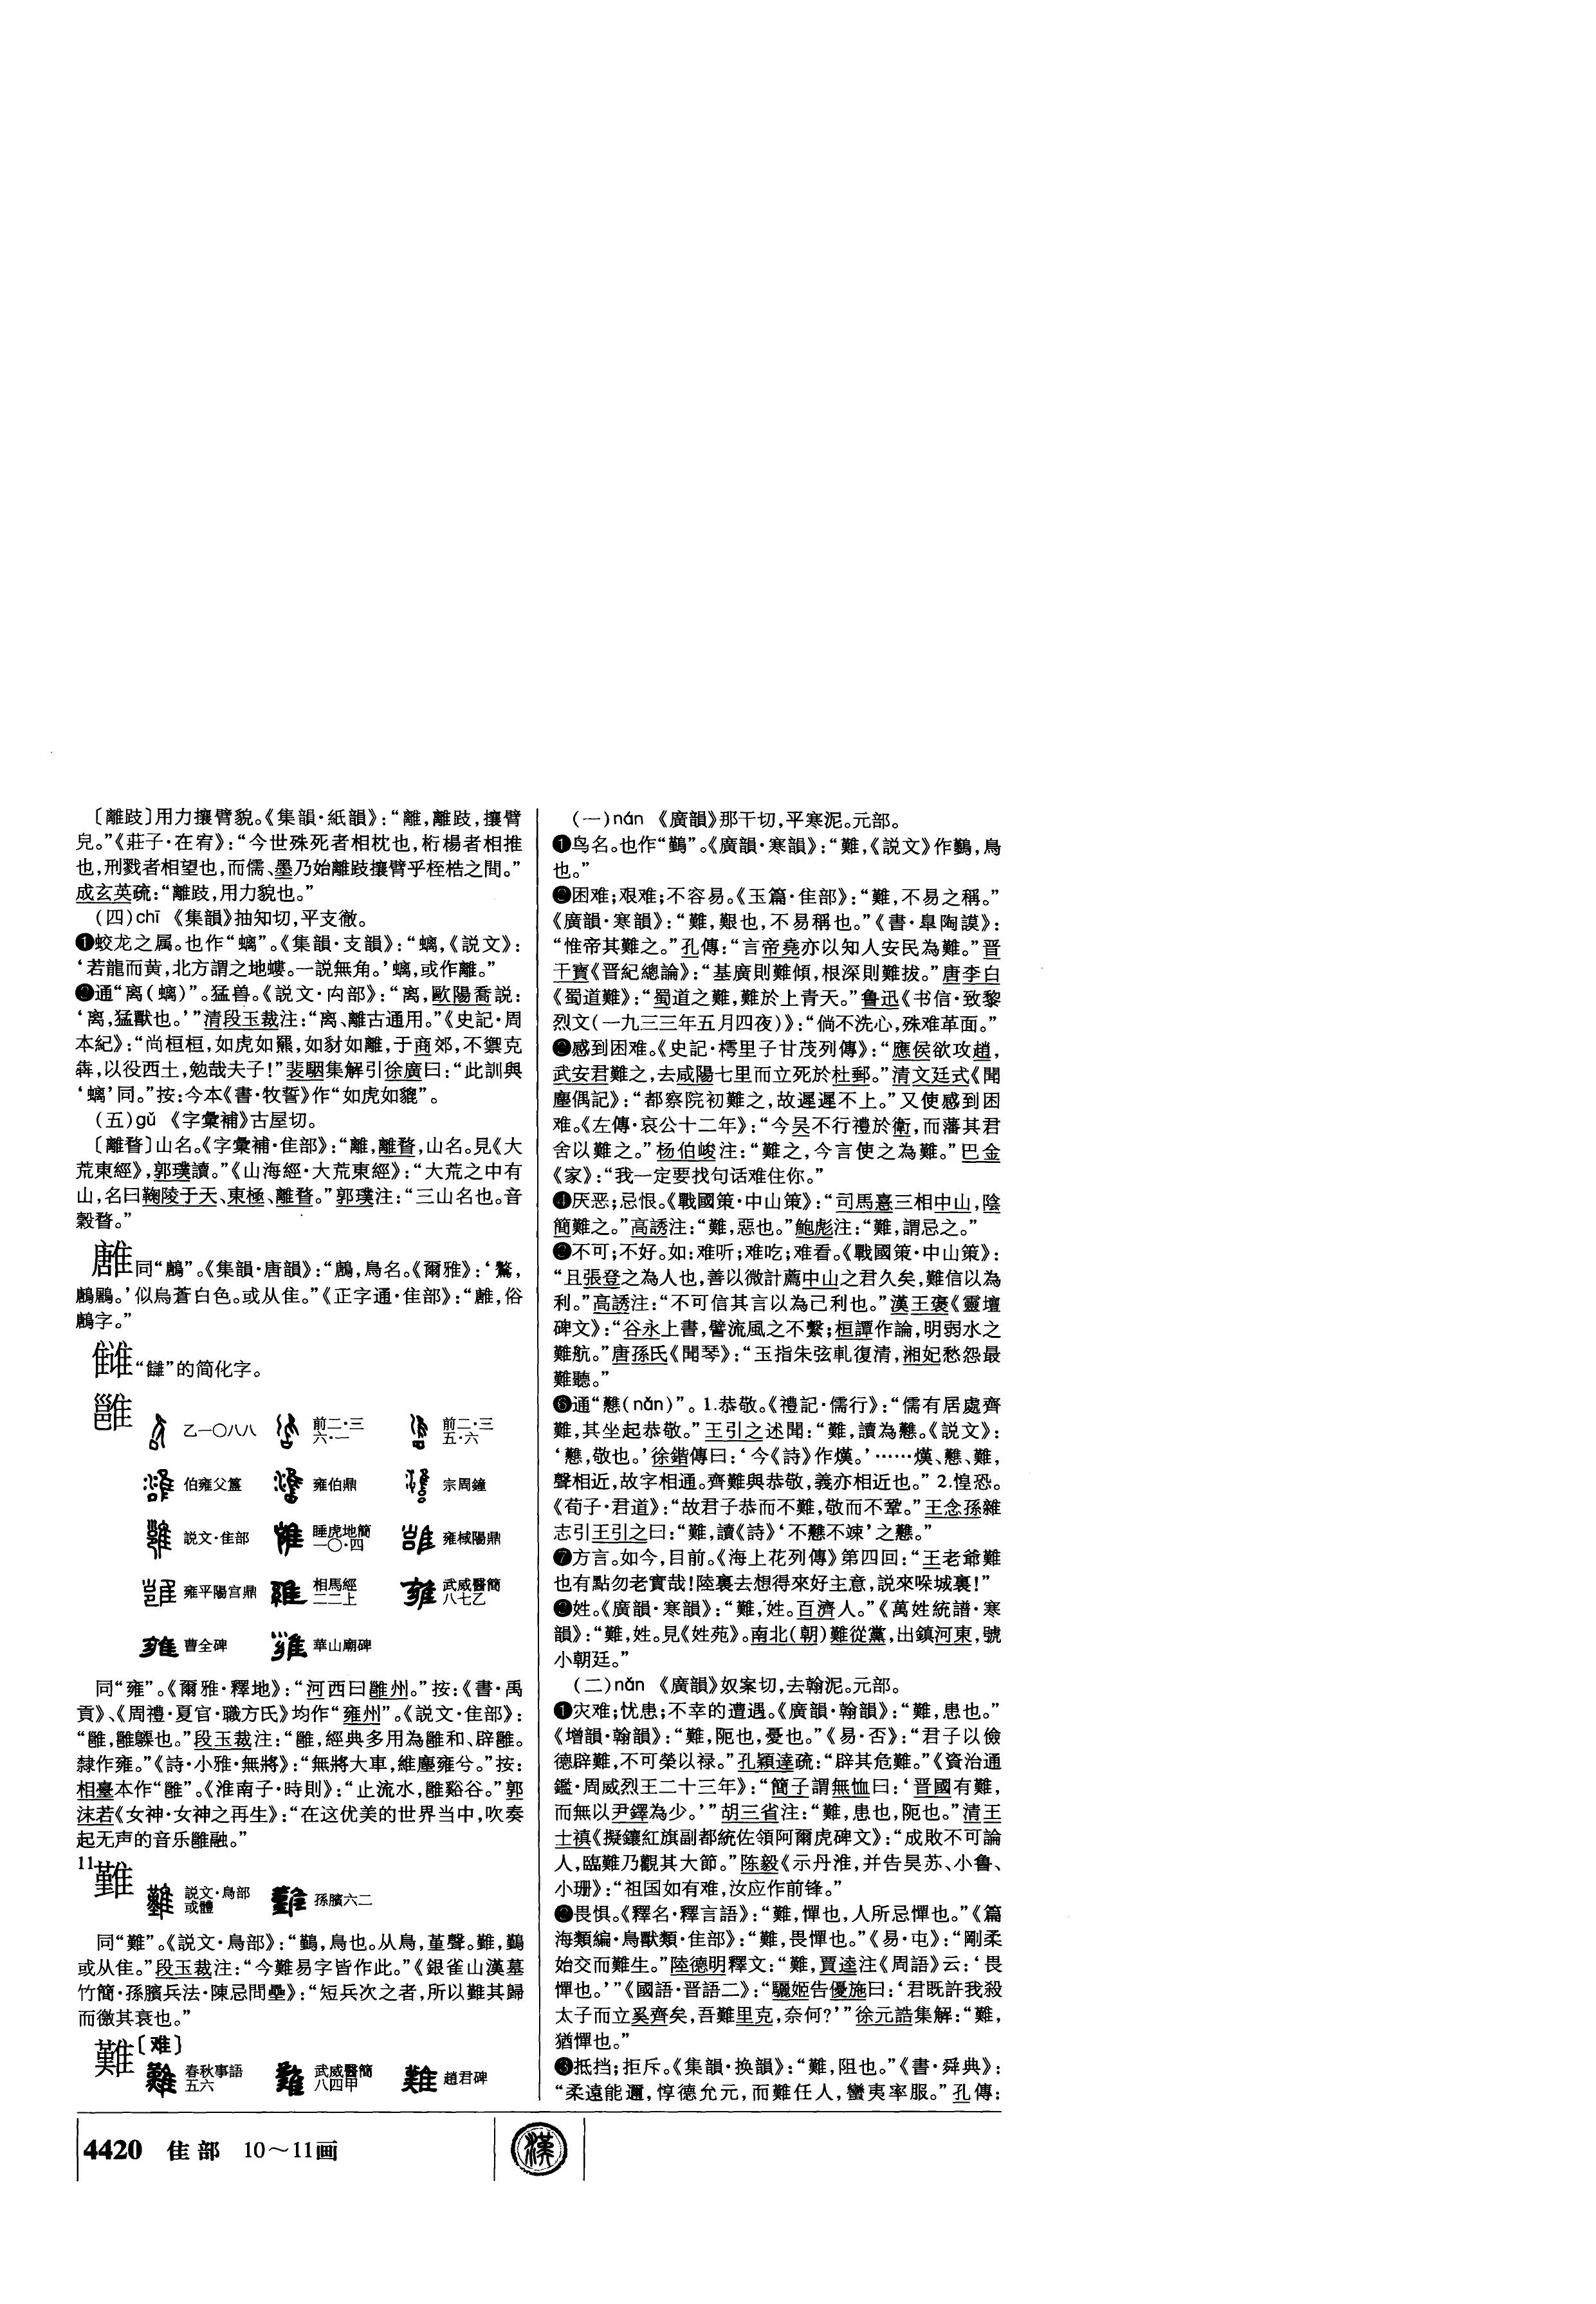 〔離跂〕用力攘臂貌。《集韻·紙韻》：“離，離跂，攘臂
皃。”《莊子·在宥》：“今世殊死者相枕也，桁楊者相推
也，刑戮者相望也，而儒、墨乃始離跂攘臂乎桎梏之間。”
成玄英疏：“離跂，用力貌也。”
(四)chī 《集韻》抽知切，平支徹。
❶蛟龙之属。也作“螭”。《集韻·支韻》：“螭，《説文》：
‘若龍而黄，北方謂之地螻。一説無角。’螭，或作離。”
❷通“离(螭)”。猛兽。《説文·禸部》：“离，歐陽喬説：
‘离，猛獸也。’”清段玉裁注：“离、離古通用。”《史記·周
本紀》：“尚桓桓，如虎如羆，如豺如離，于商郊，不禦克
犇，以役西土，勉哉夫子！”裴駰集解引徐廣曰：“此訓與
‘螭’同。”按：今本《書·牧誓》作“如虎如貔”。
(五)gǔ 《字彙補》古屋切。
〔離瞀〕山名。《字彙補·隹部》：“離，離瞀，山名。見《大
荒東經》，郭璞讀。”《山海經·大荒東經》：“大荒之中有
山，名曰鞠陵于天、東極、離瞀。”郭璞注：“三山名也。音
穀瞀。”
䧜同“鶶”。《集韻·唐韻》：“鶶，鳥名。《爾雅》：‘鷵，
鶶鷵。’似烏蒼白色。或从隹。”《正字通·隹部》：“䧜，俗
鶶字。”
雠“讎”的简化字。
雝 乙一〇八八 前二·三六·一 前二·三五·六
伯雍父簋 雍伯鼎 宗周鐘
説文·隹部 睡虎地簡一〇·四 雍棫陽鼎
雍平陽宫鼎 相馬經二二上 武威醫簡八七乙
曹全碑 華山廟碑
同“雍”。《爾雅·釋地》：“河西曰雝州。”按：《書·禹
貢》、《周禮·夏官·職方氏》均作“雍州”。《説文·隹部》：
“雝，雝𪆫也。”段玉裁注：“雝，經典多用為雝和、辟雝。
隸作雍。”《詩·小雅·無將》：“無將大車，維塵雍兮。”按：
相臺本作“雝”。《淮南子·時則》：“止流水，雝谿谷。”郭
沫若《女神·女神之再生》：“在这优美的世界当中，吹奏
起无声的音乐雝融。”
11
䧴 説文·鳥部或體 孫臏六二
同“難”。《説文·鳥部》：“鷬，鳥也。从鳥，堇聲。難，鷬
或从隹。”段玉裁注：“今難易字皆作此。”《銀雀山漢墓
竹簡·孫臏兵法·陳忌問壘》：“短兵次之者，所以難其歸
而徼其衰也。”
難〔难〕
春秋事語五六 武威醫簡八四甲 趙君碑
(一)nán 《廣韻》那干切，平寒泥。元部。
❶鸟名。也作“鷬”。《廣韻·寒韻》：“難，《説文》作鷬，鳥
也。”
❷困难；艰难；不容易。《玉篇·隹部》：“難，不易之稱。”
《廣韻·寒韻》：“難，艱也，不易稱也。”《書·皋陶謨》：
“惟帝其難之。”孔傳：“言帝堯亦以知人安民為難。”晋
干寶《晋紀總論》：“基廣則難傾，根深則難拔。”唐李白
《蜀道難》：“蜀道之難，難於上青天。”鲁迅《书信·致黎
烈文(一九三三年五月四夜)》：“倘不洗心，殊难革面。”
❸感到困难。《史記·樗里子甘茂列傳》：“應侯欲攻趙，
武安君難之，去咸陽七里而立死於杜郵。”清文廷式《聞
塵偶記》：“都察院初難之，故遲遲不上。”又使感到困
难。《左傳·哀公十二年》：“今吴不行禮於衛，而藩其君
舍以難之。”杨伯峻注：“難之，今言使之為難。”巴金
《家》：“我一定要找句话难住你。”
❹厌恶；忌恨。《戰國策·中山策》：“司馬憙三相中山，陰
簡難之。”高誘注：“難，惡也。”鮑彪注：“難，謂忌之。”
❺不可；不好。如：难听；难吃；难看。《戰國策·中山策》：
“且張登之為人也，善以微計薦中山之君久矣，難信以為
利。”高誘注：“不可信其言以為己利也。”漢王褒《靈壇
碑文》：“谷永上書，譬流風之不繫；桓譚作論，明弱水之
難航。”唐孫氏《聞琴》：“玉指朱弦軋復清，湘妃愁怨最
難聽。”
❻通“戁(nǎn)”。1.恭敬。《禮記·儒行》：“儒有居處齊
難，其坐起恭敬。”王引之述聞：“難，讀為戁。《説文》：
‘戁，敬也。’徐鍇傳曰：‘今《詩》作熯。’……熯、戁、難，
聲相近，故字相通。齊難與恭敬，義亦相近也。” 2.惶恐。
《荀子·君道》：“故君子恭而不難，敬而不鞏。”王念孫雜
志引王引之曰：“難，讀《詩》‘不戁不竦’之戁。”
❼方言。如今，目前。《海上花列傳》第四回：“王老爺難
也有點勿老實哉！陸裏去想得來好主意，説來咪城裏！”
❽姓。《廣韻·寒韻》：“難，姓。百濟人。”《萬姓統譜·寒
韻》：“難，姓。見《姓苑》。南北(朝)難從黨，出鎮河東，號
小朝廷。”
(二)nǎn 《廣韻》奴案切，去翰泥。元部。
❶灾难；忧患；不幸的遭遇。《廣韻·翰韻》：“難，患也。”
《增韻·翰韻》：“難，阨也，憂也。”《易·否》：“君子以儉
德辟難，不可榮以禄。”孔穎達疏：“辟其危難。”《資治通
鑑·周威烈王二十三年》：“簡子謂無恤曰：‘晋國有難，
而無以尹鐸為少。’”胡三省注：“難，患也，阨也。”清王
士禛《擬鑲紅旗副都統佐領阿爾虎碑文》：“成敗不可論
人，臨難乃觀其大節。”陈毅《示丹淮，并告昊苏、小鲁、
小珊》：“祖国如有难，汝应作前锋。”
❷畏惧。《釋名·釋言語》：“難，憚也，人所忌憚也。”《篇
海類編·鳥獸類·隹部》：“難，畏憚也。”《易·屯》：“剛柔
始交而難生。”陸德明釋文：“難，賈逵注《周語》云：‘畏
憚也。’”《國語·晋語二》：“驪姬告優施曰：‘君既許我殺
太子而立奚齊矣，吾難里克，奈何？’”徐元誥集解：“難，
猶憚也。”
❸抵挡；拒斥。《集韻·换韻》：“難，阻也。”《書·舜典》：
“柔遠能邇，惇德允元，而難任人，蠻夷率服。”孔傳：
4420 隹部 10～11画
漢